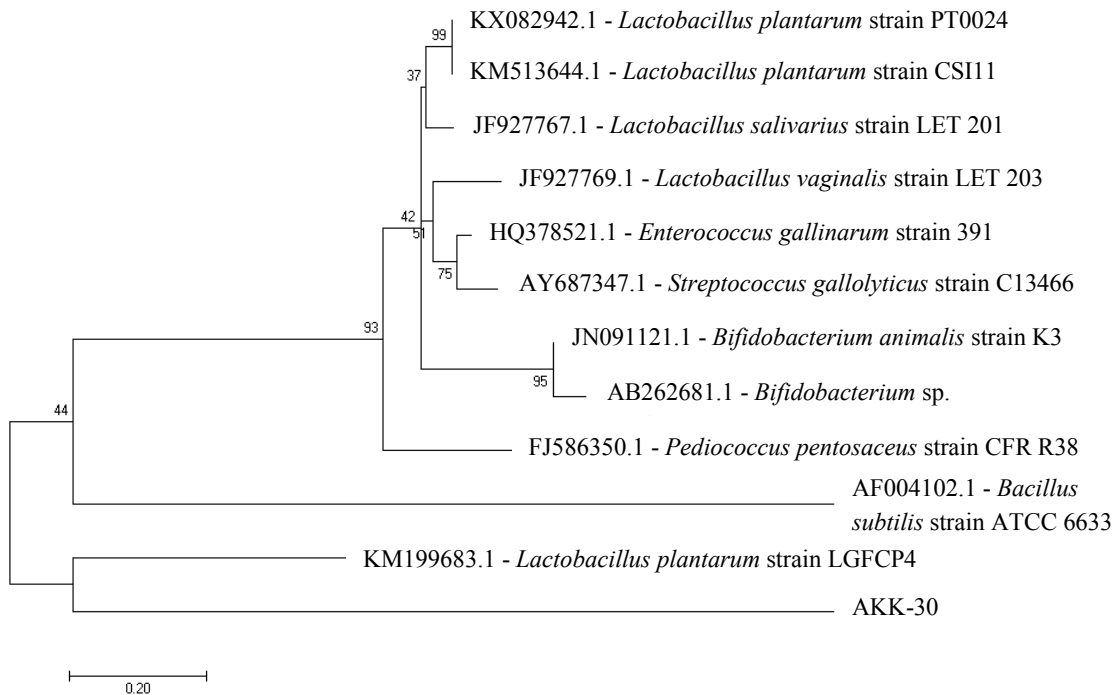 KX082942.1 - Lactobacillus plantarum strain PT0024
99
KM513644.1 - Lactobacillus plantarum strain CSI11
37
JF927767.1 - Lactobacillus salivarius strain LET 201
JF927769.1 - Lactobacillus vaginalis strain LET 203
42
51
HQ378521.1 - Enterococcus gallinarum strain 391
75
AY687347.1 - Streptococcus gallolyticus strain C13466
93
JN091121.1 - Bifidobacterium animalis strain K3
95
AB262681.1 - Bifidobacterium sp.
44
FJ586350.1 - Pediococcus pentosaceus strain CFR R38
AF004102.1 - Bacillus
subtilis strain ATCC 6633
KM199683.1 - Lactobacillus plantarum strain LGFCP4
AKK-30
0.20